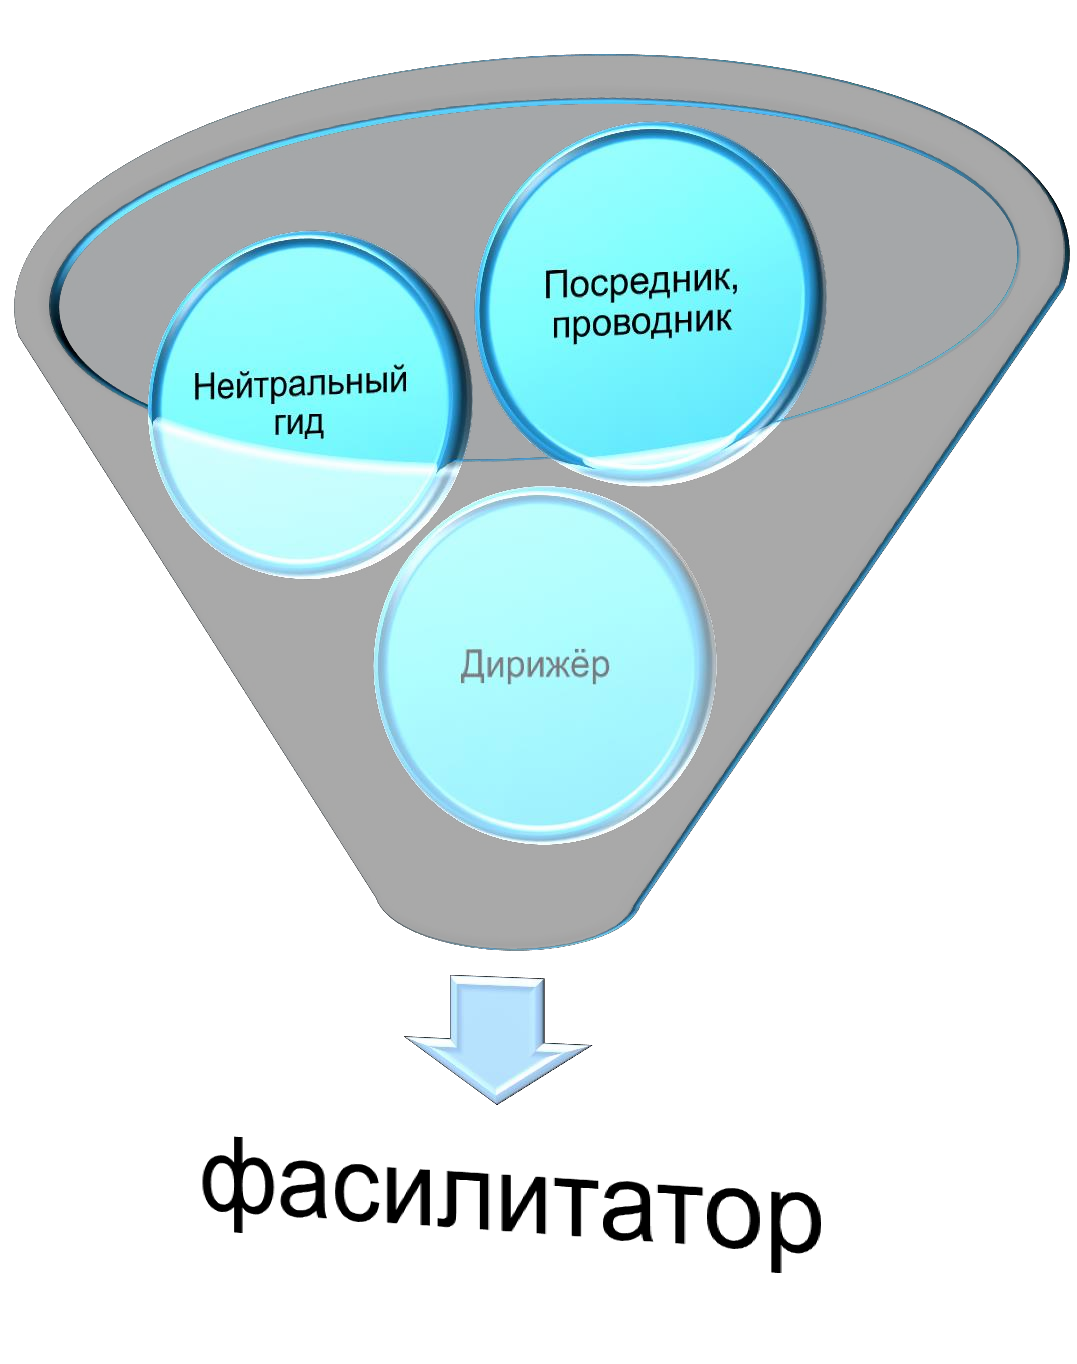 Посредник,
проводник
Нейтральный
гид
Дирижёр
фасилитатор